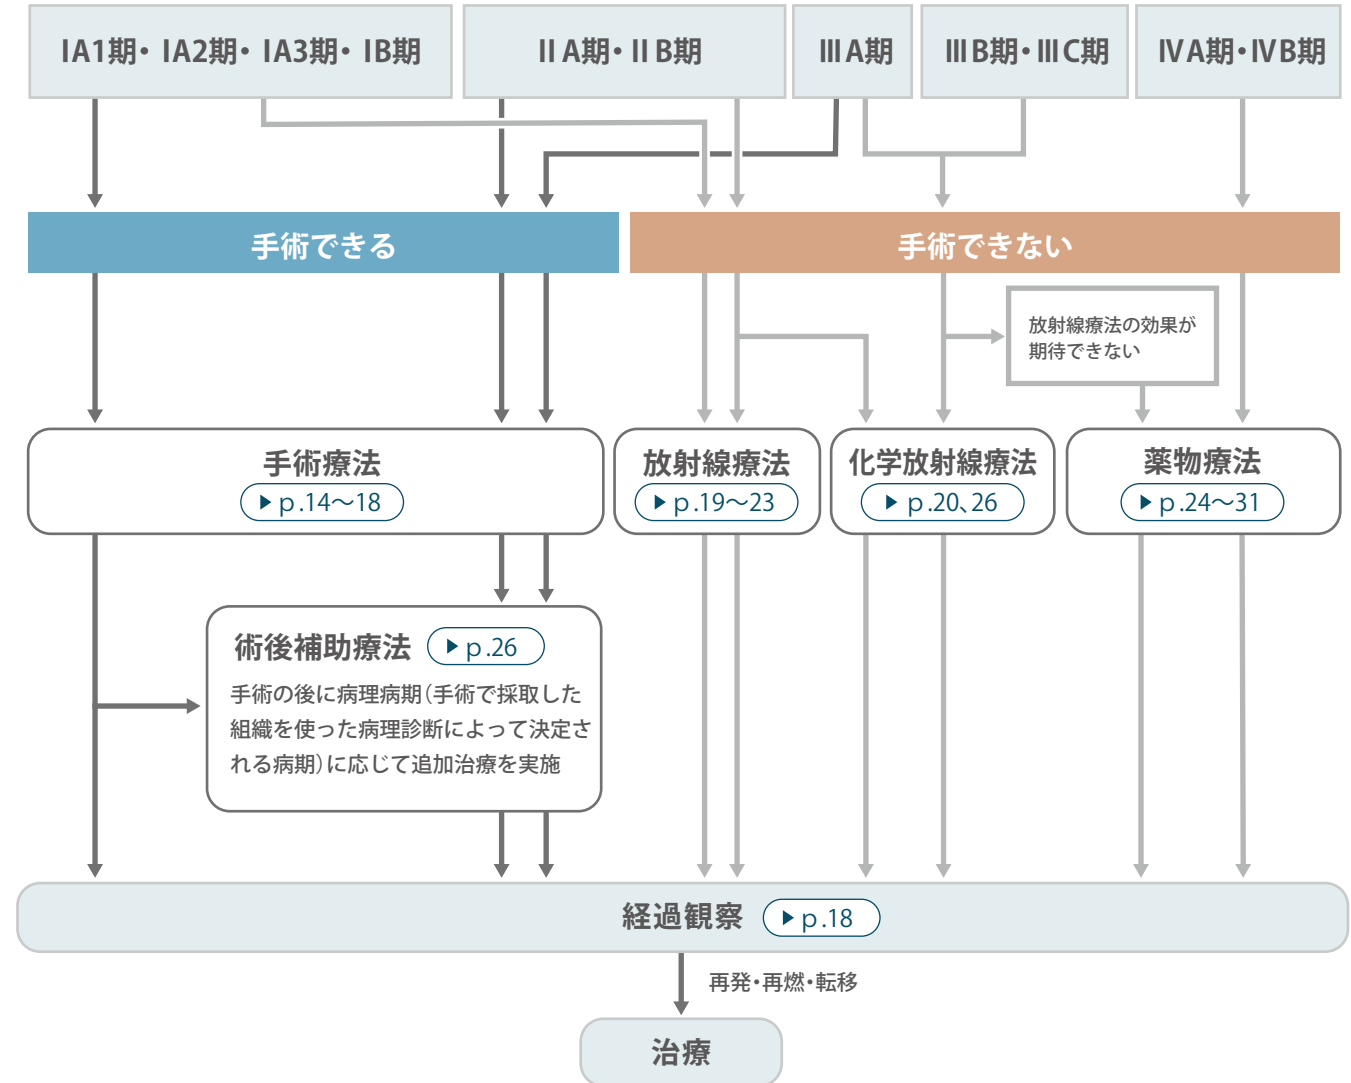 IA1期・IA2期・IA3期・IB期
IIA期・IIB期
IIIA期
IIIB期・IIIC期
IVA期・IVB期
手術できる
手術できない
放射線療法の効果が
期待できない
手術療法
▶p.14〜18
放射線療法
▶p.19〜23
化学放射線療法
▶p.20、26
薬物療法
▶p.24〜31
術後補助療法 ▶p.26
手術の後に病理病期(手術で採取した
組織を使った病理診断によって決定さ
れる病期)に応じて追加治療を実施
経過観察 ▶p.18
再発・再燃・転移
治療